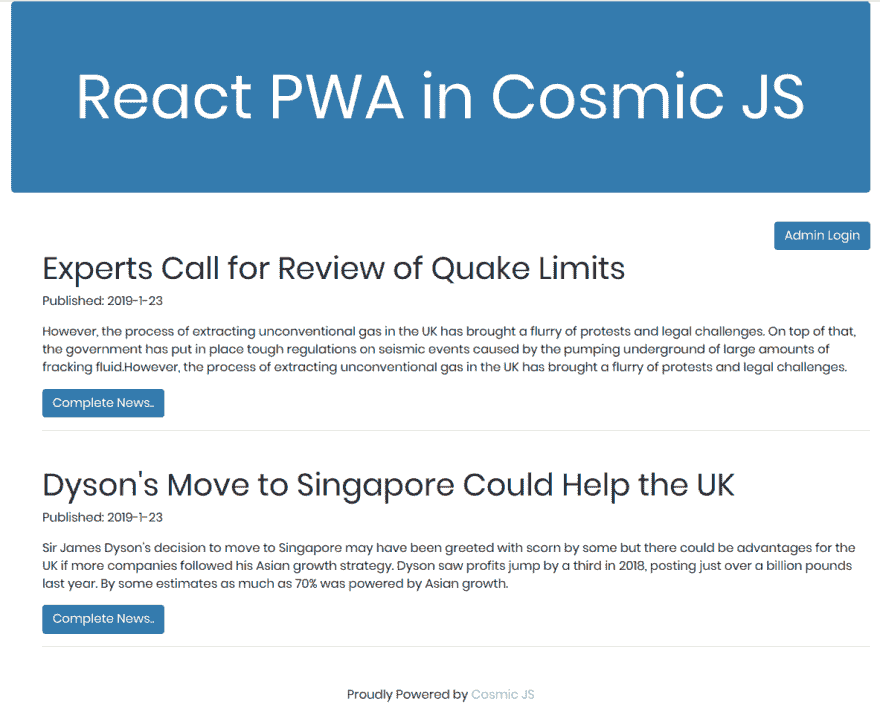 React PWA in Cosmic JS
Admin Login
Experts Call for Review of Quake Limits
Published: 2019-1-23
However, the process of extracting unconventional gas in the UK has brought a flurry of protests and legal challenges. On top of that,
the government has put in place tough regulations on seismic events caused by the pumping underground of large amounts of
fracking fluid.However, the process of extracting unconventional gas in the UK has brought a flurry of protests and legal challenges.
Complete News..
Dyson's Move to Singapore Could Help the UK
Published: 2019-1-23
Sir James Dyson's decision to move to Singapore may have been greeted with scorn by some but there could be advantages for the
UK if more companies followed his Asian growth strategy. Dyson saw profits jump by a third in 2018, posting just over a billion pounds
last year. By some estimates as much as 70% was powered by Asian growth.
Complete News..
Proudly Powered by Cosmic JS